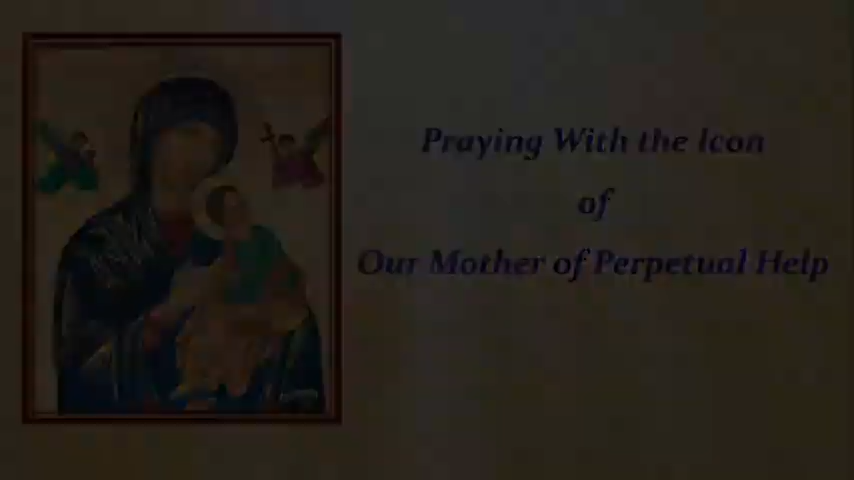 Praying With the Icon
of
Our Mother of Perpetual Help